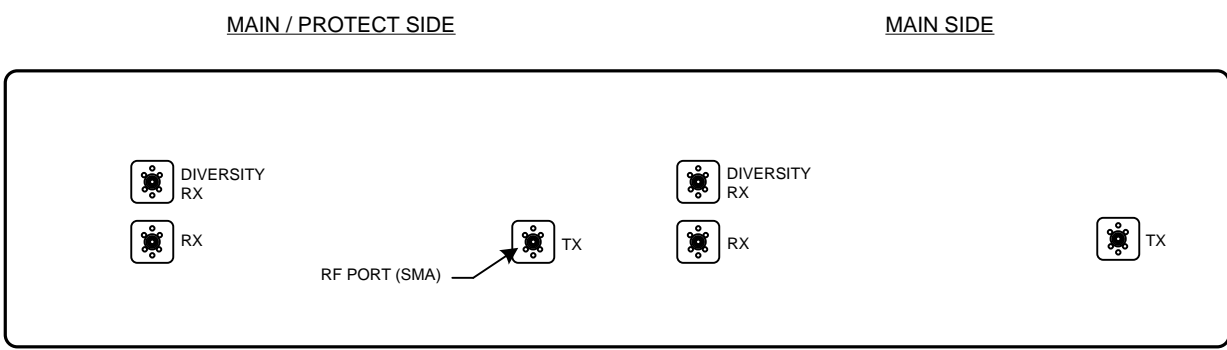 MAIN / PROTECT SIDE
MAIN SIDE
DIVERSITY
RX
DIVERSITY
RX
RX
TX
RX
TX
RF PORT (SMA)